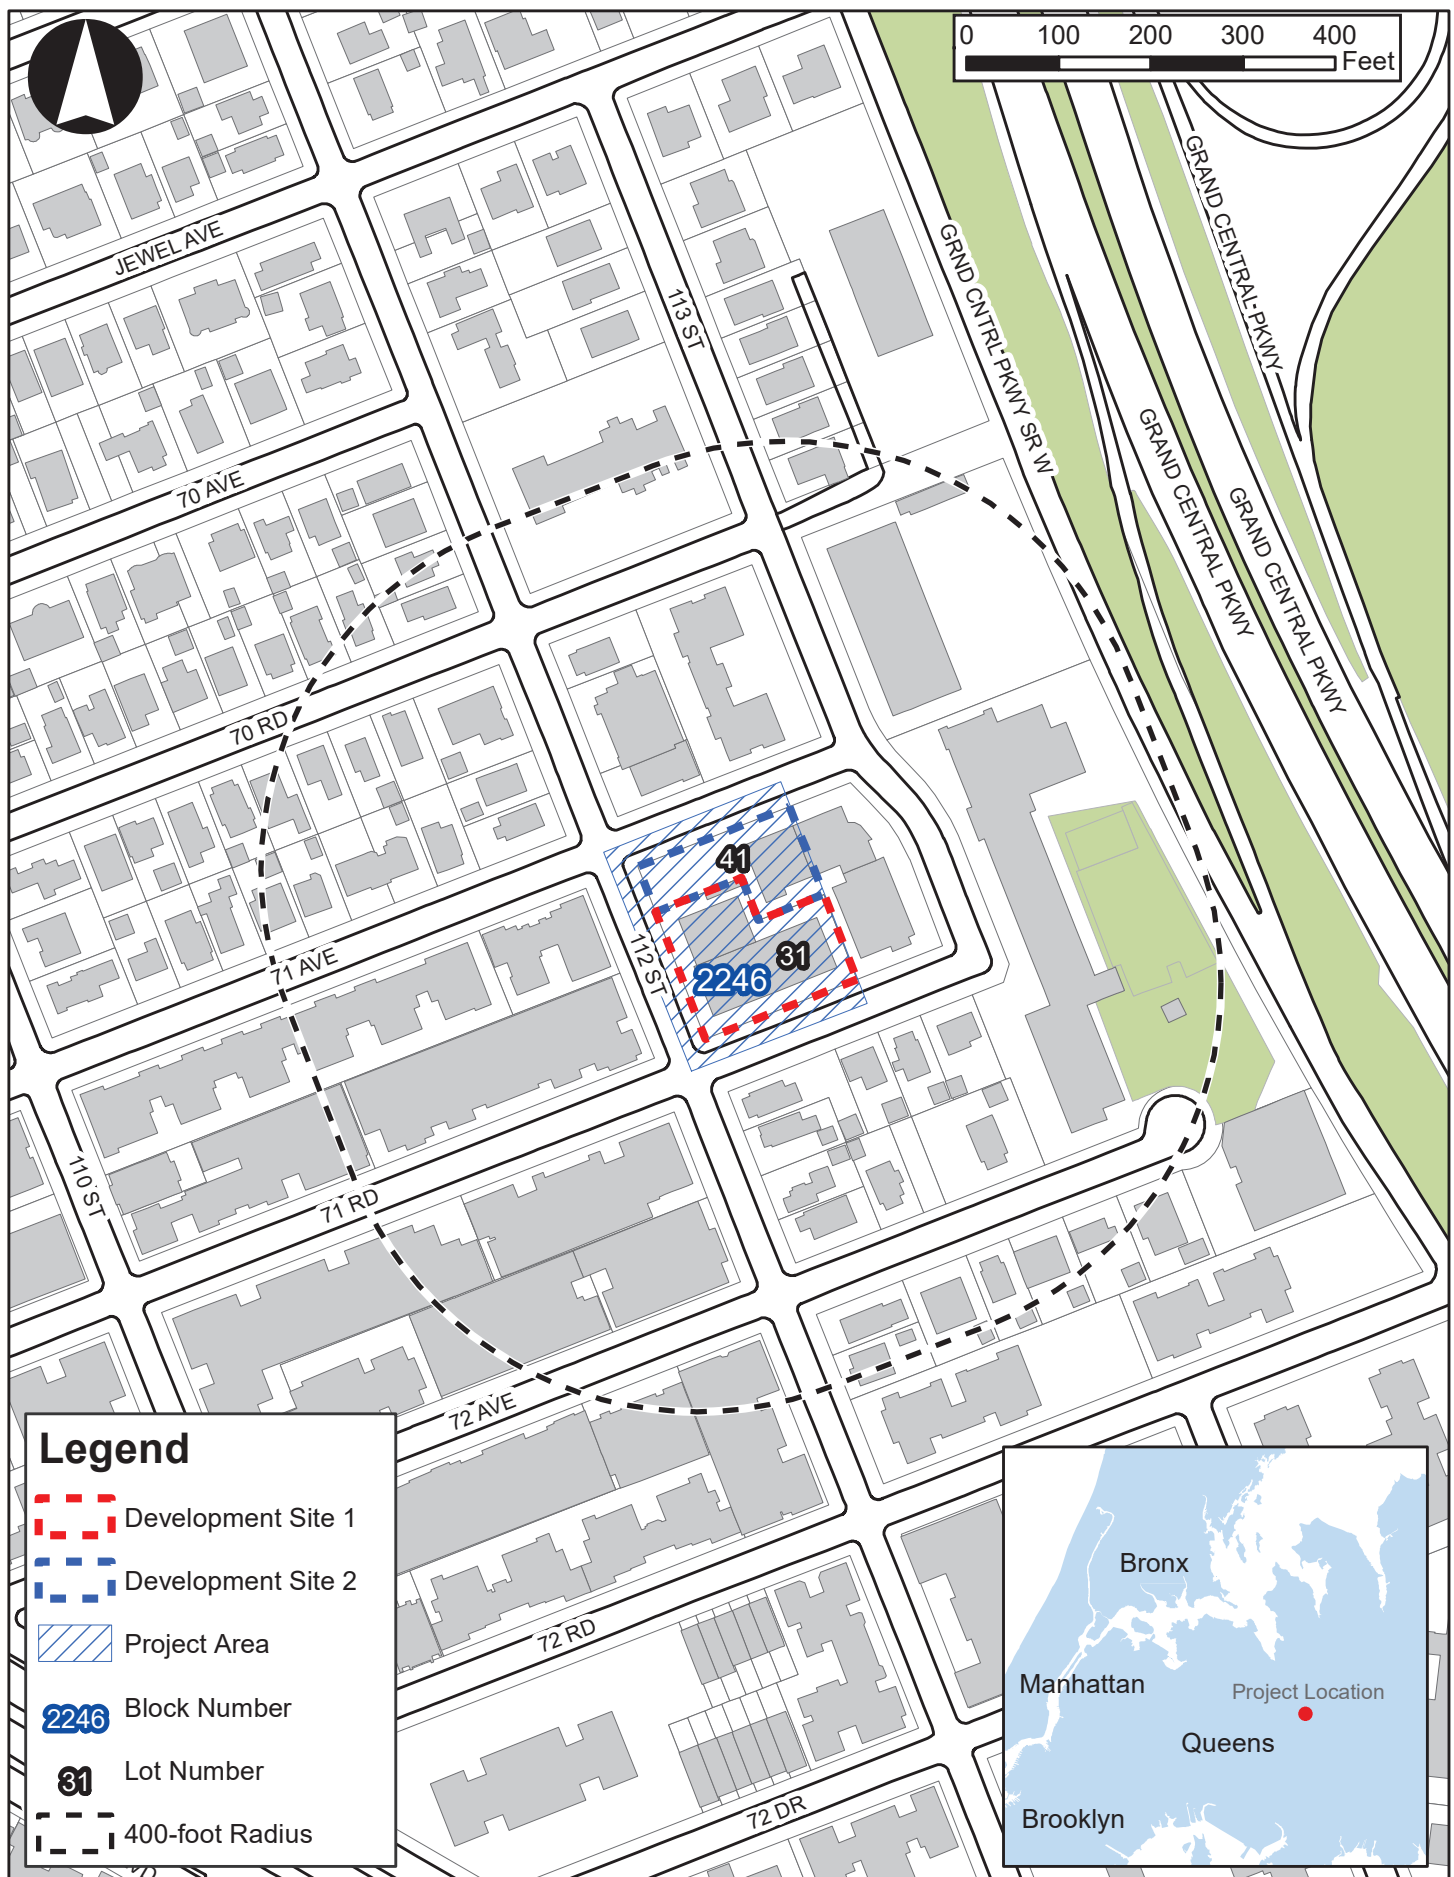 0 100 200 300 400
Feet
JEWEL AVE
113 ST
GRND CNTRL PKWY SR W
GRAND CENTRAL PKWY
GRAND CENTRAL PKWY
GRAND CENTRAL PKWY
70 AVE
70 RD
71 AVE
112 ST
41
31
2246
110 ST
71 RD
72 AVE
72 RD
72 DR
Legend
Development Site 1
Development Site 2
Project Area
2246 Block Number
31 Lot Number
400-foot Radius
Bronx
Manhattan
Project Location
Queens
Brooklyn